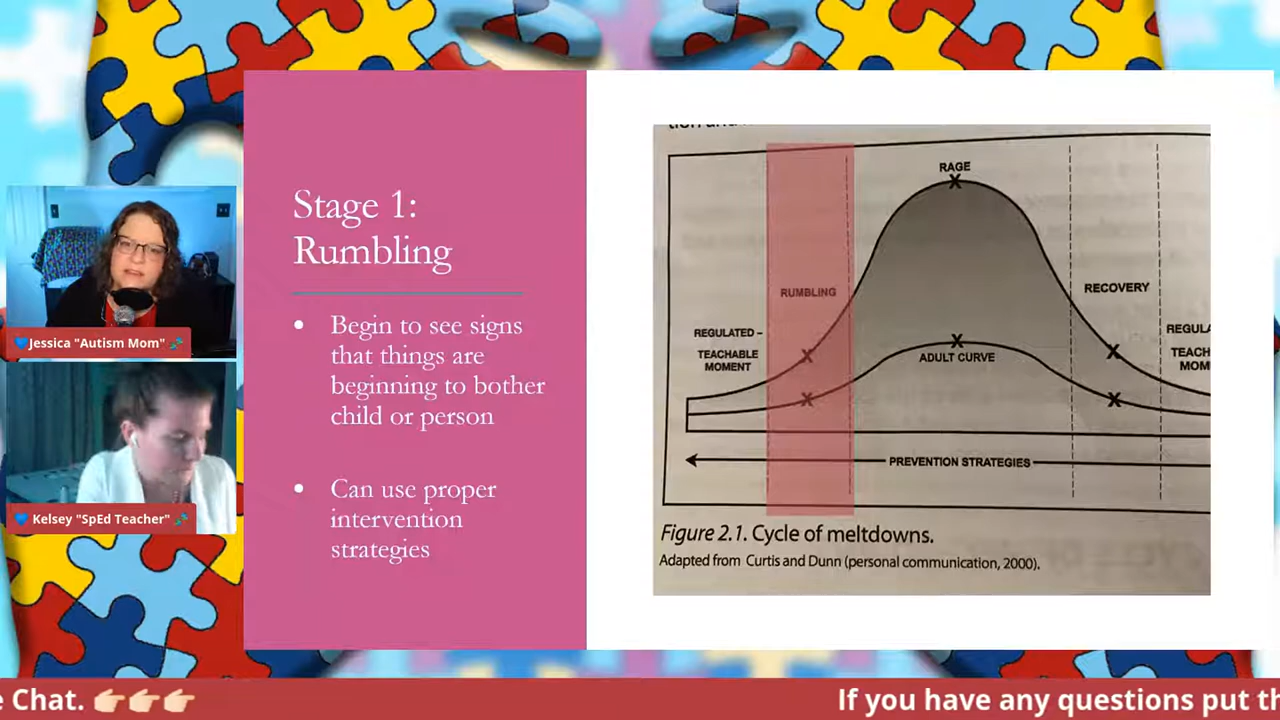 Stage 1:
Rumbling
• Begin to see signs
that things are
beginning to bother
child or person
• Can use proper
intervention
strategies
RAGE
RUMBLING
RECOVERY
REGULATED –
TEACHABLE
MOMENT
ADULT CURVE
REGULA
TEACH
MOM
PREVENTION STRATEGIES
Figure 2.1. Cycle of meltdowns.
Adapted from Curtis and Dunn (personal communication, 2000).
💙Jessica "Autism Mom"
💙 Kelsey "SpEd Teacher"
e Chat. 👉🏻👉🏻👉🏻 If you have any questions put th